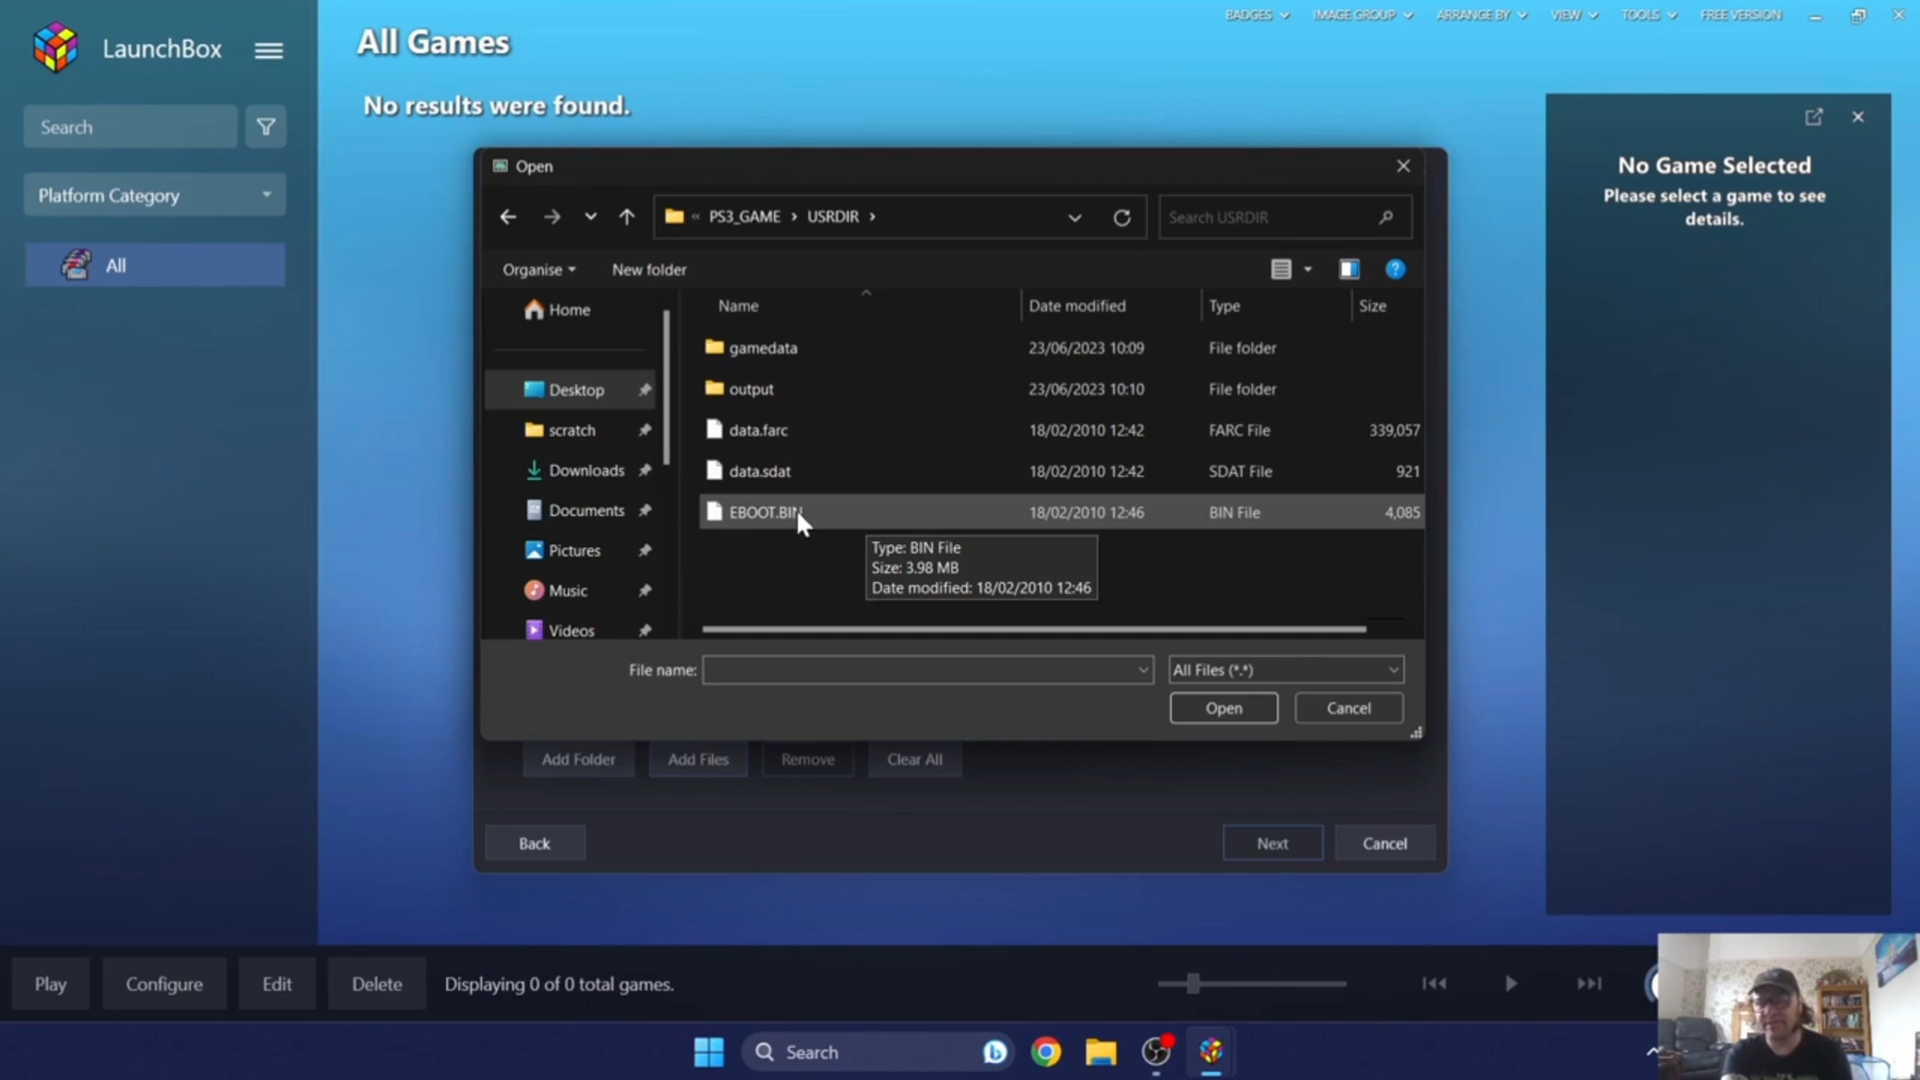 LaunchBox
BADGES
IMAGE GROUP
ARRANGE BY
VIEW
TOOLS
FREE VERSION
All Games
No results were found.
Search
Platform Category
All
No Game Selected
Please select a game to see
details.
Open
« PS3_GAME › USRDIR ›
Search USRDIR
Organise
New folder
?
Home
Desktop
scratch
Downloads
Documents
Pictures
Music
Videos
Name Date modified Type Size
gamedata 23/06/2023 10:09 File folder
output 23/06/2023 10:10 File folder
data.farc 18/02/2010 12:42 FARC File 339,057
data.sdat 18/02/2010 12:42 SDAT File 921
EBOOT.BIN 18/02/2010 12:46 BIN File 4,085
Type: BIN File
Size: 3.98 MB
Date modified: 18/02/2010 12:46
File name:
All Files (*.*)
Open
Cancel
Add Folder
Add Files
Remove
Clear All
Back
Next
Cancel
Play
Configure
Edit
Delete
Displaying 0 of 0 total games.
Search